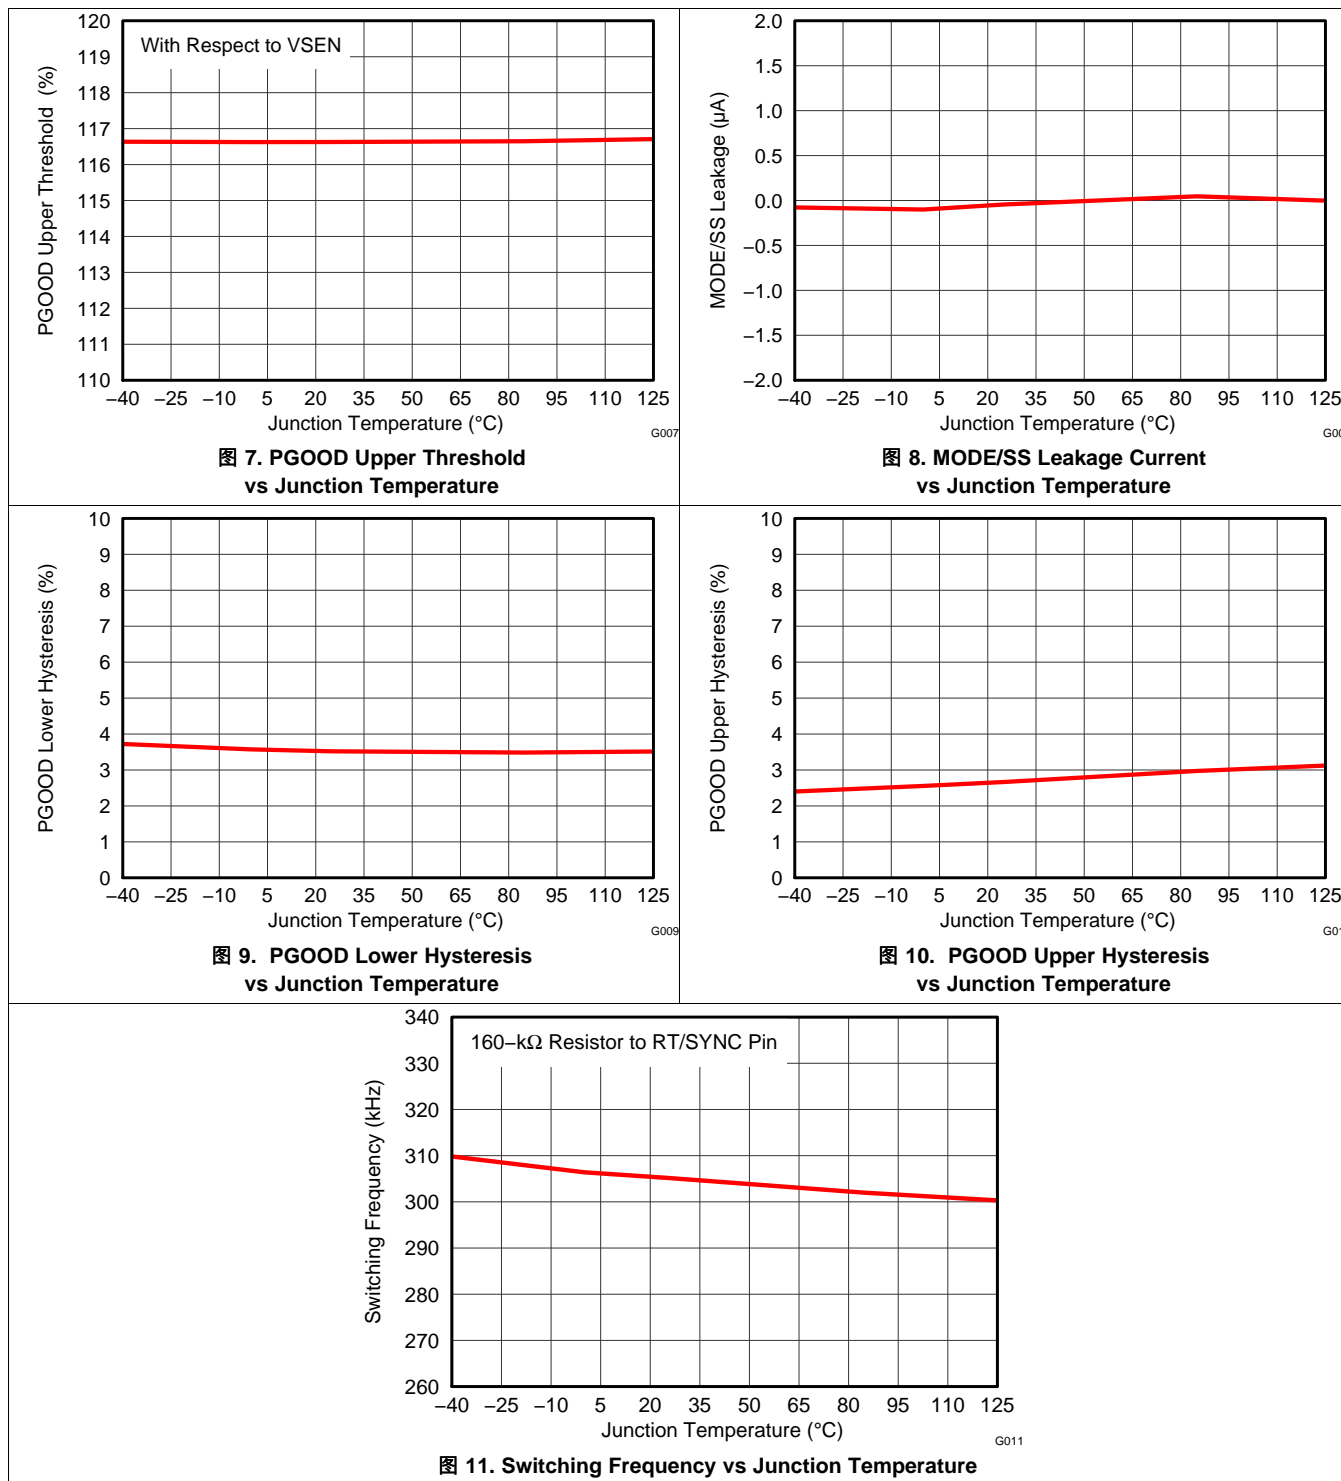 120
119
118
117
116
115
114
113
112
111
110
PGOOD Upper Threshold (%)
With Respect to VSEN
−40 −25 −10 5 20 35 50 65 80 95 110 125
Junction Temperature (°C)
G007
图 7. PGOOD Upper Threshold
vs Junction Temperature
2.0
1.5
1.0
0.5
0.0
−0.5
−1.0
−1.5
−2.0
MODE/SS Leakage (µA)
−40 −25 −10 5 20 35 50 65 80 95 110 125
Junction Temperature (°C)
G00
图 8. MODE/SS Leakage Current
vs Junction Temperature
10
9
8
7
6
5
4
3
2
1
0
PGOOD Lower Hysteresis (%)
−40 −25 −10 5 20 35 50 65 80 95 110 125
Junction Temperature (°C)
G009
图 9. PGOOD Lower Hysteresis
vs Junction Temperature
10
9
8
7
6
5
4
3
2
1
0
PGOOD Upper Hysteresis (%)
−40 −25 −10 5 20 35 50 65 80 95 110 125
Junction Temperature (°C)
G01
图 10. PGOOD Upper Hysteresis
vs Junction Temperature
340
330
320
310
300
290
280
270
260
Switching Frequency (kHz)
160−kΩ Resistor to RT/SYNC Pin
−40 −25 −10 5 20 35 50 65 80 95 110 125
Junction Temperature (°C)
G011
图 11. Switching Frequency vs Junction Temperature